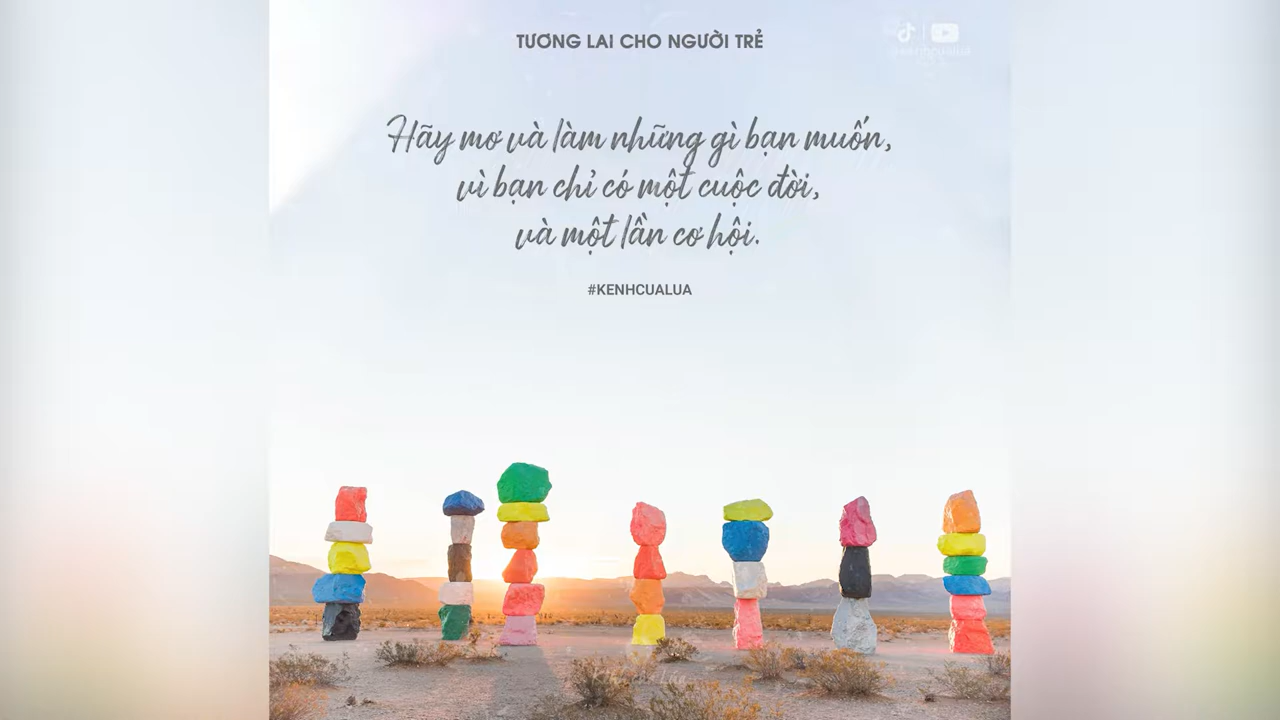 TƯƠNG LAI CHO NGƯỜI TRẺ
@kenhcualua
Hãy mơ và làm những gì bạn muốn,
vì bạn chỉ có một cuộc đời,
và một lần cơ hội.
#KENHCUALUA